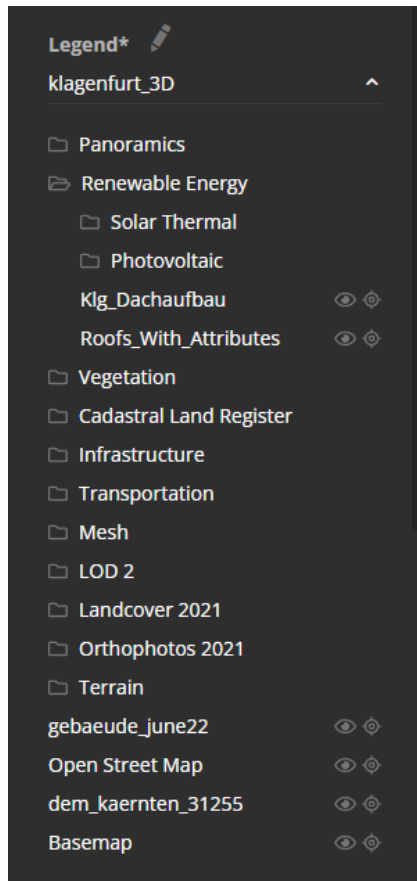 Legend*
klagenfurt_3D
Panoramics
Renewable Energy
Solar Thermal
Photovoltaic
Klg_Dachaufbau
Roofs_With_Attributes
Vegetation
Cadastral Land Register
Infrastructure
Transportation
Mesh
LOD 2
Landcover 2021
Orthophotos 2021
Terrain
gebaeude_june22
Open Street Map
dem_kaernten_31255
Basemap